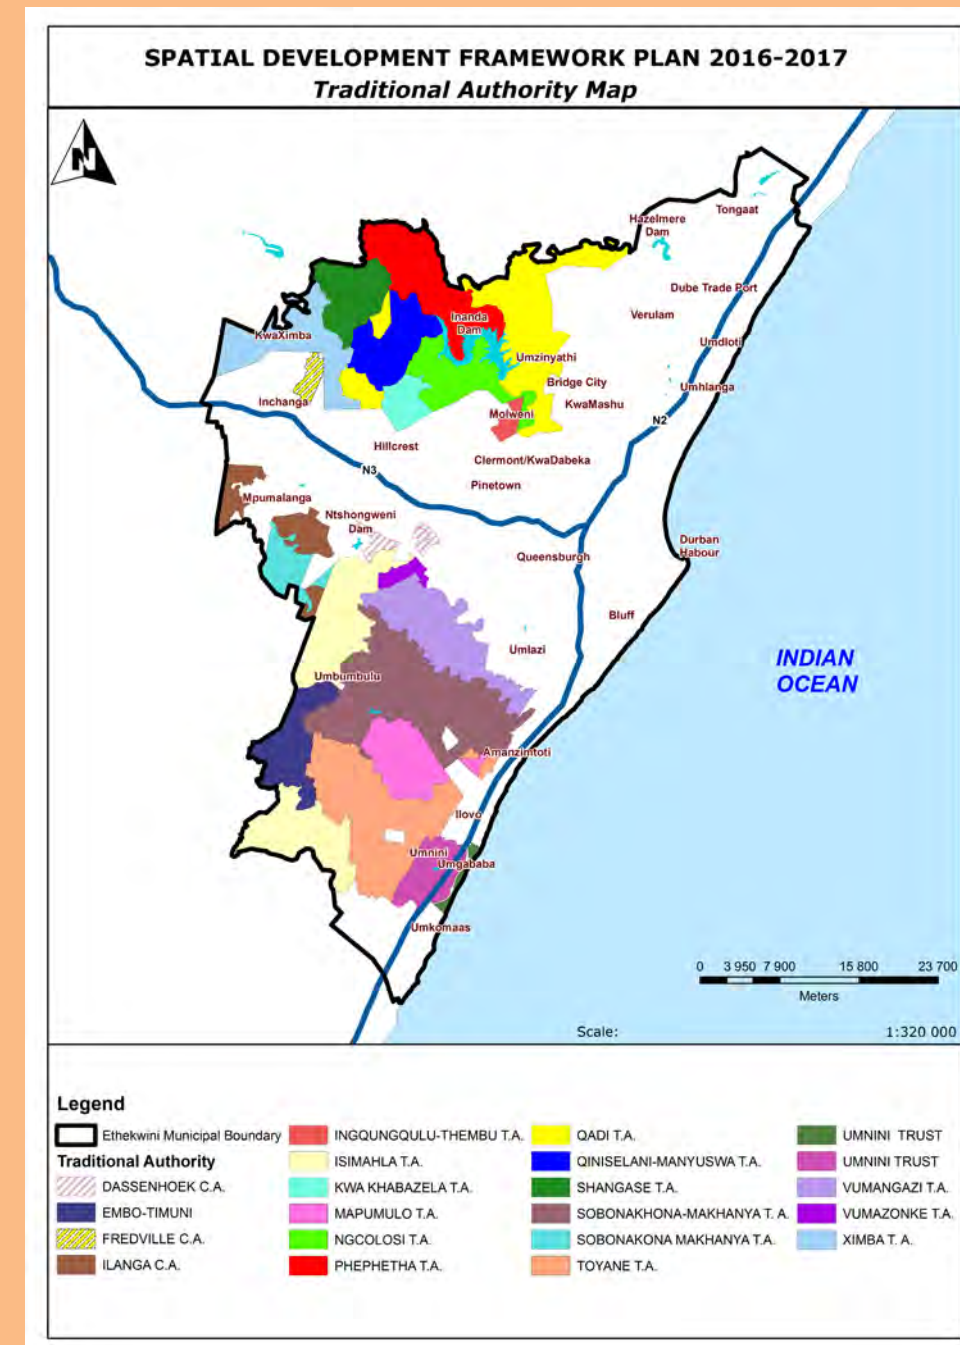 SPATIAL DEVELOPMENT FRAMEWORK PLAN 2016-2017
Traditional Authority Map
N
Tongaat
Hazelmere
Dam
Dube Trade Port
Verulam
Inanda
Dam
KwaXimba
Umdloti
Umzinyathi
Bridge City
Umhlanga
KwaMashu
Inchanga
Molweni
N2
Hillcrest
Clermont/KwaDabeka
N3
Pinetown
Mpumalanga
Ntshongweni
Dam
Durban
Habour
Queensburgh
Bluff
Umlazi
INDIAN
OCEAN
Umbumbulu
Amanzimtoti
Ilovo
Umnini
Umgababa
Umkomaas
0 3 950 7 900 15 800 23 700
Meters
Scale: 1:320 000
Legend
Ethekwini Municipal Boundary
Traditional Authority
DASSENHOEK C.A.
EMBO-TIMUNI
FREDVILLE C.A.
ILANGA C.A.
INGQUNGQULU-THEMBU T.A.
ISIMAHLA T.A.
KWA KHABAZELA T.A.
MAPUMULO T.A.
NGCOLOSI T.A.
PHEPHETHA T.A.
QADI T.A.
QINISELANI-MANYUSWA T.A.
SHANGASE T.A.
SOBONAKHONA-MAKHANYA T. A.
SOBONAKONA MAKHANYA T.A.
TOYANE T.A.
UMNINI TRUST
UMNINI TRUST
VUMANGAZI T.A.
VUMAZONKE T.A.
XIMBA T. A.